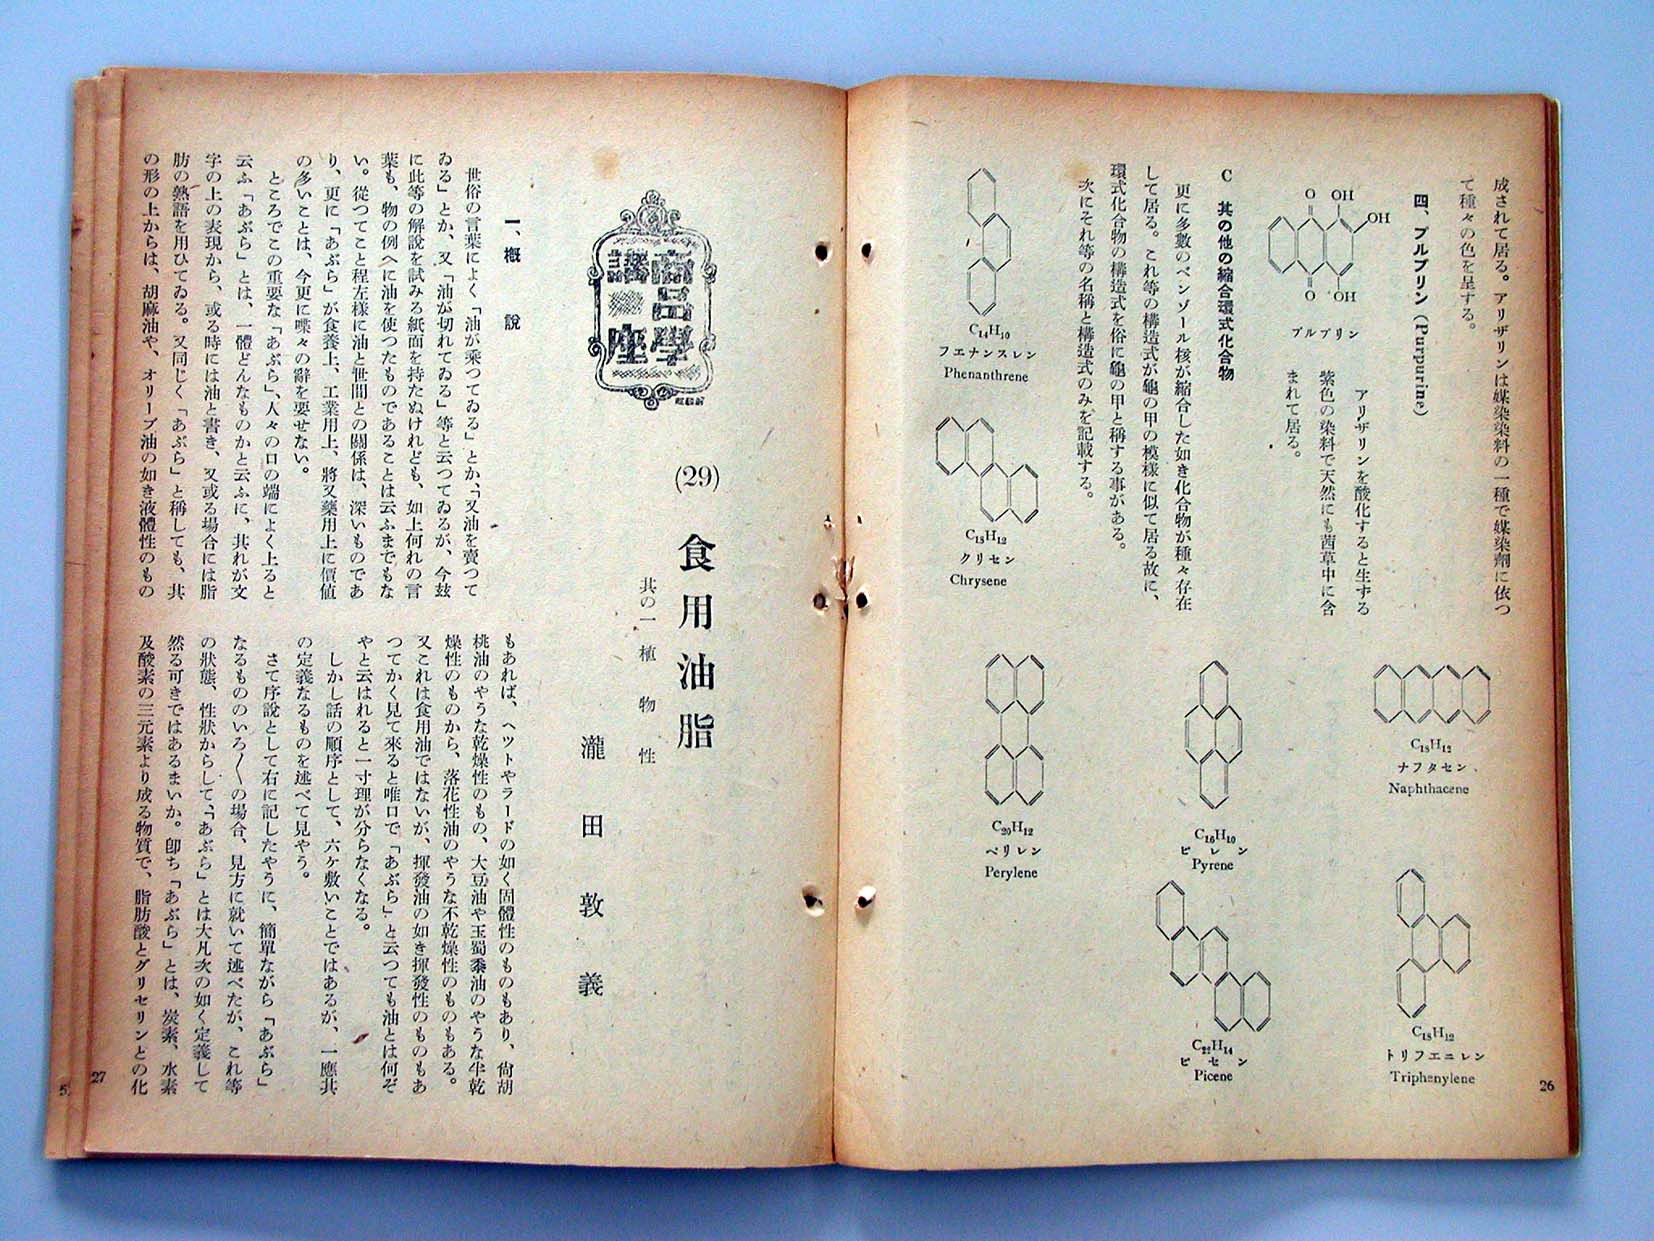 成されて居る。アリザリンは媒染染料の一種で媒染劑に依つ
て種々の色を呈する。
四、プルプリン（Purpurine）
O OH
OH
O OH
プルプリン
アリザリンを酸化すると生ずる
紫色の染料で天然にも茜草中に含
まれて居る。
C 其の他の縮合環式化合物
更に多數のベンゾール核が縮合した如き化合物が種々存在
して居る。これ等の構造式が龜の甲の模樣に似て居る故に、
環式化合物の構造式を俗に龜の甲と稱する事がある。
次にそれ等の名稱と構造式のみを記載する。
C14H10
フエナンスレン
Phenanthrene
C18H12
クリセン
Chrysene
C18H12
ナフタセン
Naphthacene
C16H10
ピレン
Pyrene
C20H12
ペリレン
Perylene
C18H12
トリフエニレン
Triphenylene
C22H14
ピセン
Picene
26
商品學
講座
(29)
食用油脂
其の一 植物性
瀧田敦義
一、概說
世俗の言葉によく「油が乘つてゐる」とか、「又油を賣つて
ゐる」とか、又「油が切れてゐる」等と云つてゐるが、今玆
に此等の解說を試みる紙面を持たぬけれども、如上何れの言
葉も、物の例へに油を使つたものであることは云ふまでもな
い。從つてこと程左樣に油と世間との關係は、深いものであ
り、更に「あぶら」が食養上、工業用上、將又藥用上に價値
の多いことは、今更に喋々の辭を要せない。
ところでこの重要な「あぶら」、人々の口の端によく上ると
云ふ「あぶら」とは、一體どんなものかと云ふに、其れが文
字の上の表現から、或る時には油と書き、又或る場合には脂
肪の熟語を用ひてゐる。又同じく「あぶら」と稱しても、其
の形の上からは、胡麻油や、オリーブ油の如き液體性のもの
もあれば、ヘツトやラードの如く固體性のものもあり、尙胡
桃油のやうな乾燥性のもの、大豆油や玉蜀黍油のやうな半乾
燥性のものから、落花性油のやうな不乾燥性のものもある。
又これは食用油ではないが、揮發油の如き揮發性のものもあ
つてかく見て來ると唯口で「あぶら」と云つても油とは何ぞ
やと云はれると一寸理が分らなくなる。
しかし話の順序として、六ケ敷いことではあるが、一應其
の定義なるものを述べて見やう。
さて序說として右に記したやうに、簡單ながら「あぶら」
なるもののいろ〱の場合、見方に就いて述べたが、これ等
の狀態、性狀からして、「あぶら」とは大凡次の如く定義して
然る可きではあるまいか。卽ち「あぶら」とは、炭素、水素
及酸素の三元素より成る物質で、脂肪酸とグリセリンとの化
27
5